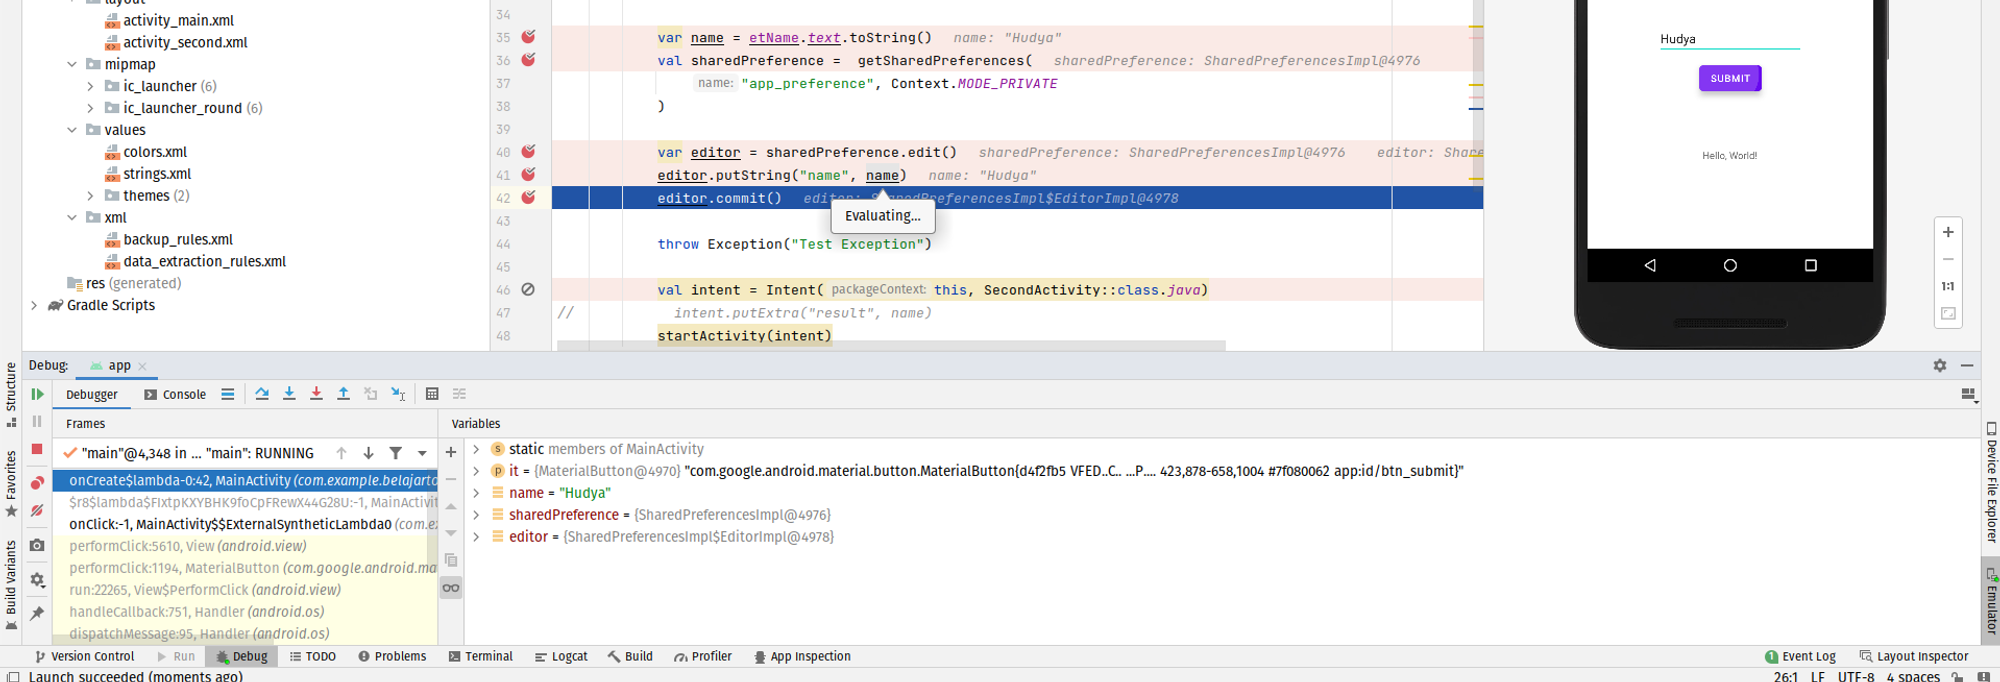 layout
activity_main.xml
activity_second.xml
mipmap
ic_launcher (6)
ic_launcher_round (6)
values
colors.xml
strings.xml
themes (2)
xml
backup_rules.xml
data_extraction_rules.xml
res (generated)
Gradle Scripts
34
35 var name = etName.text.toString() name: "Hudya"
36 val sharedPreference = getSharedPreferences( sharedPreference: SharedPreferencesImpl@4976
37 name: "app_preference", Context.MODE_PRIVATE
38 )
39
40 var editor = sharedPreference.edit() sharedPreference: SharedPreferencesImpl@4976 editor: Share
41 editor.putString("name", name) name: "Hudya"
42 editor.commit() editor: SharedPreferencesImpl$EditorImpl@4978
Evaluating...
43
44 throw Exception("Test Exception")
45
46 val intent = Intent( packageContext: this, SecondActivity::class.java)
47 // intent.putExtra("result", name)
48 startActivity(intent)
Hudya
SUBMIT
Hello, World!
+
−
1:1
Debug: app
Debugger Console
Frames
Variables
"main"@4,348 in ... "main": RUNNING
onCreate$lambda-0:42, MainActivity (com.example.belajarto
$r8$lambda$FIxtpKXYBHK9foCpFRewX44G28U:-1, MainActivit
onClick:-1, MainActivity$$ExternalSyntheticLambda0 (com.e
performClick:5610, View (android.view)
performClick:1194, MaterialButton (com.google.android.ma
run:22265, View$PerformClick (android.view)
handleCallback:751, Handler (android.os)
dispatchMessage:95, Handler (android.os)
static members of MainActivity
it = {MaterialButton@4970} "com.google.android.material.button.MaterialButton{d4f2fb5 VFED..C.. ...P.... 423,878-658,1004 #7f080062 app:id/btn_submit}"
name = "Hudya"
sharedPreference = {SharedPreferencesImpl@4976}
editor = {SharedPreferencesImpl$EditorImpl@4978}
Structure
Favorites
Build Variants
Device File Explorer
Emulator
Version Control Run Debug TODO Problems Terminal Logcat Build Profiler App Inspection
1 Event Log Layout Inspector
Launch succeeded (moments ago)
26:1 LF UTF-8 4 spaces